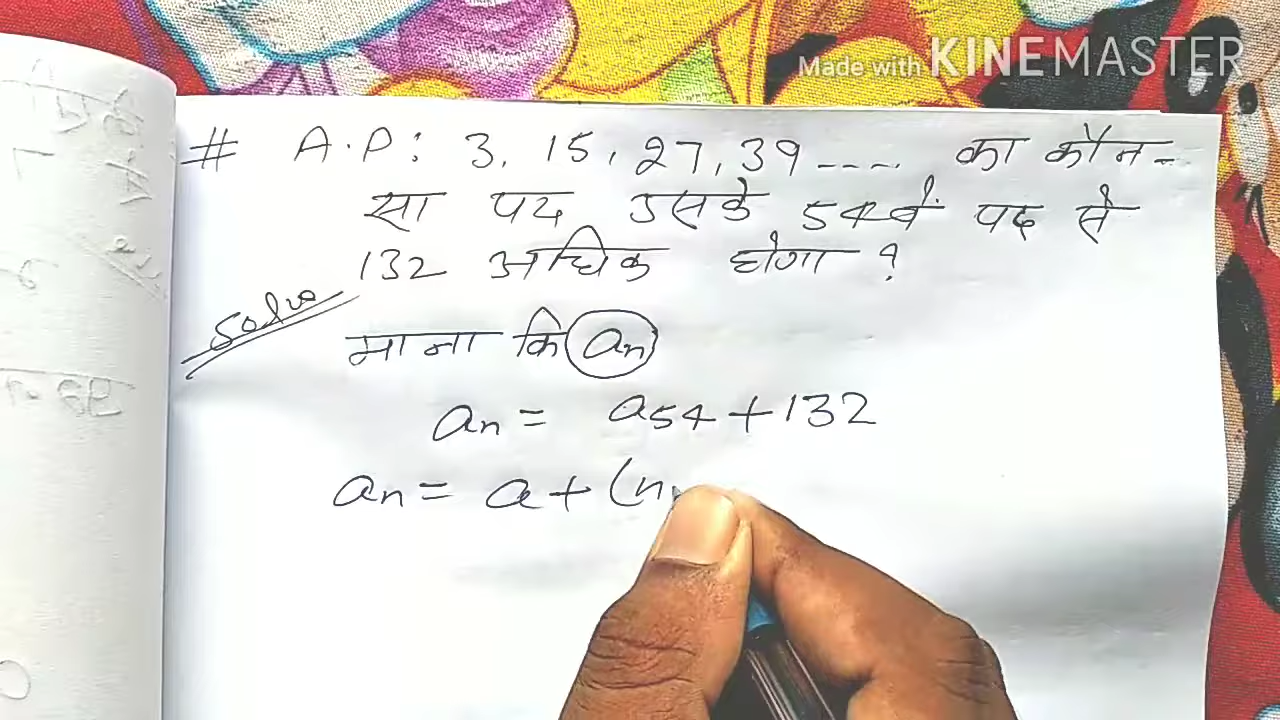 Made with KINEMASTER
# A.P: 3, 15, 27, 39 ---- का कौन-
सा पद उसके 54वें पद से
132 अधिक होगा ?
Solve
माना कि an
an = a54 + 132
an = a + (n